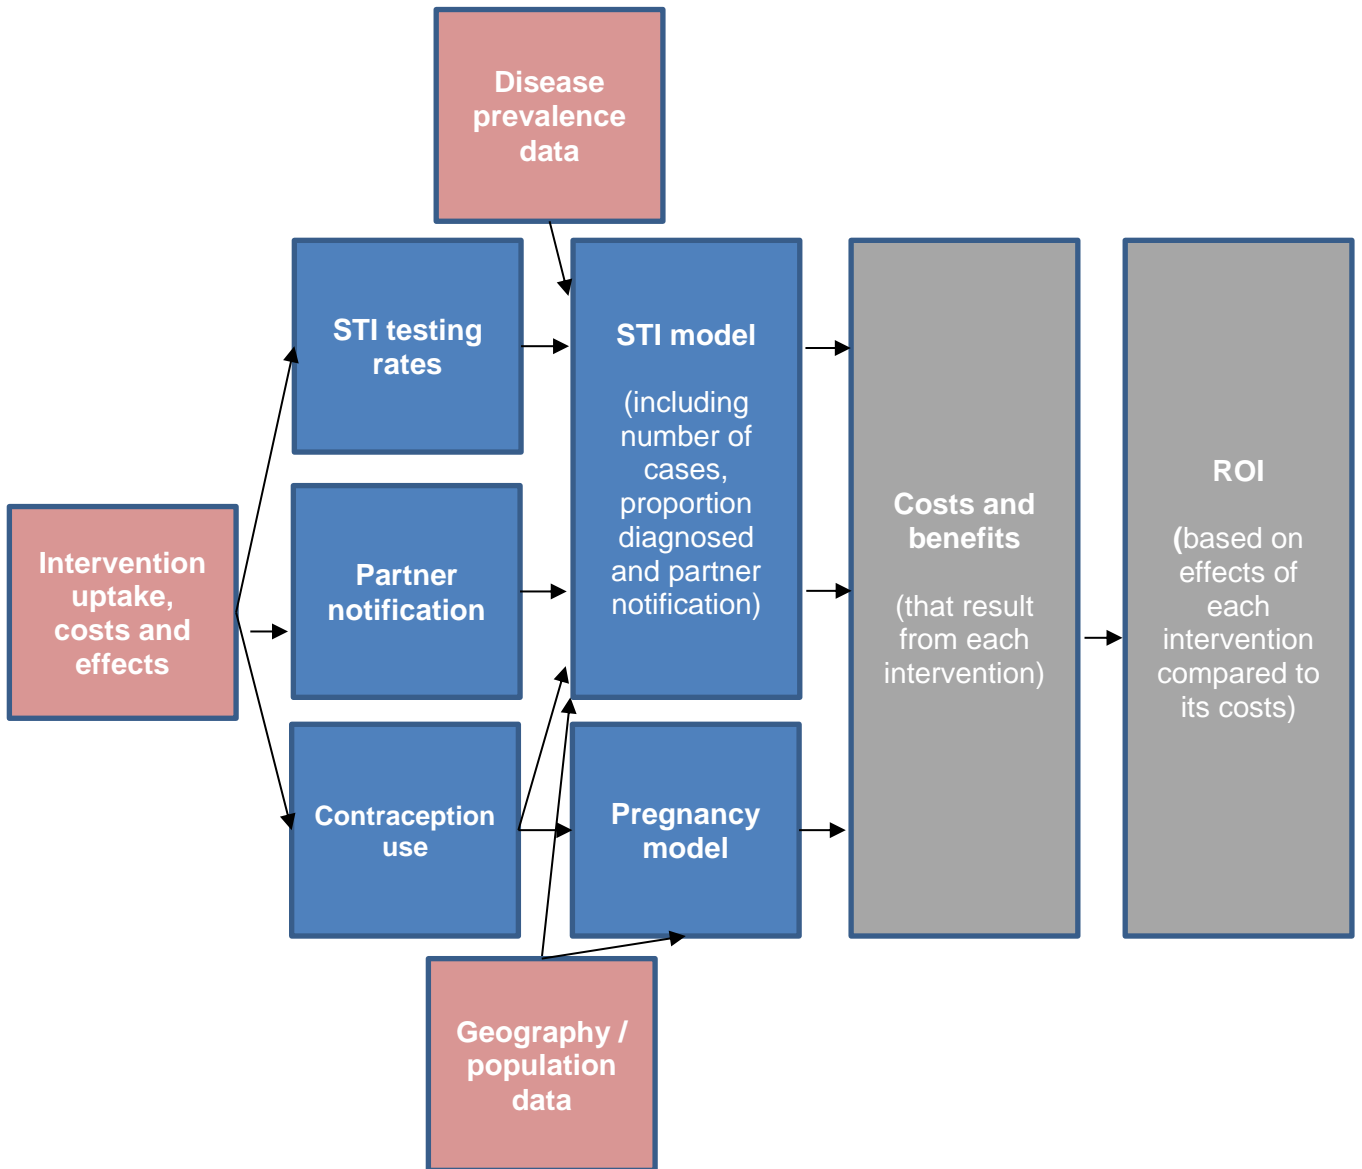 Disease
prevalence
data
STI testing
rates
STI model
(including
number of
cases,
proportion
diagnosed
and partner
notification)
Intervention
uptake,
costs and
effects
Partner
notification
Contraception
use
Pregnancy
model
Costs and
benefits
(that result
from each
intervention)
ROI
(based on
effects of
each
intervention
compared to
its costs)
Geography /
population
data